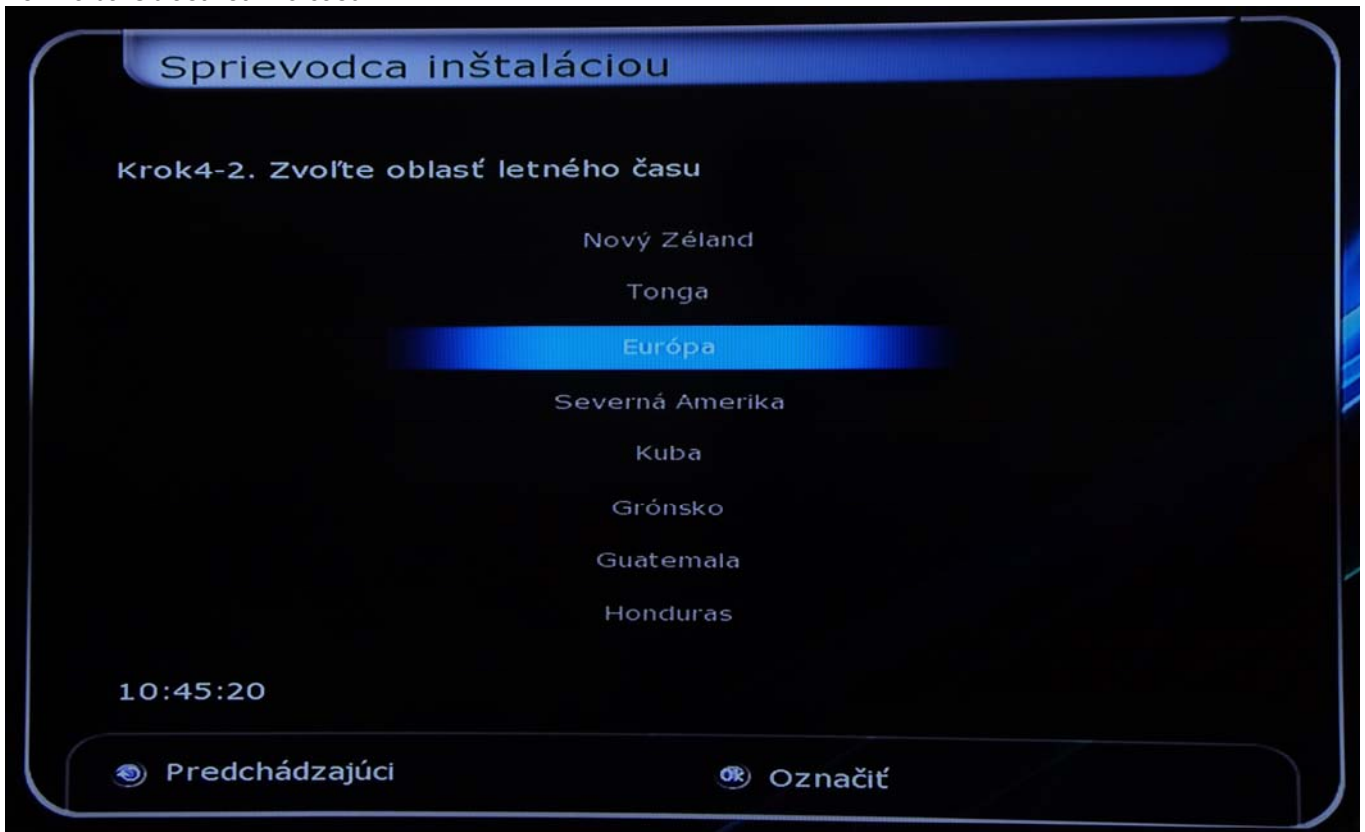 Sprievodca inštaláciou
Krok4-2. Zvoľte oblasť letného času
Nový Zéland
Tonga
Európa
Severná Amerika
Kuba
Grónsko
Guatemala
Honduras
10:45:20
Predchádzajúci
OK Označiť